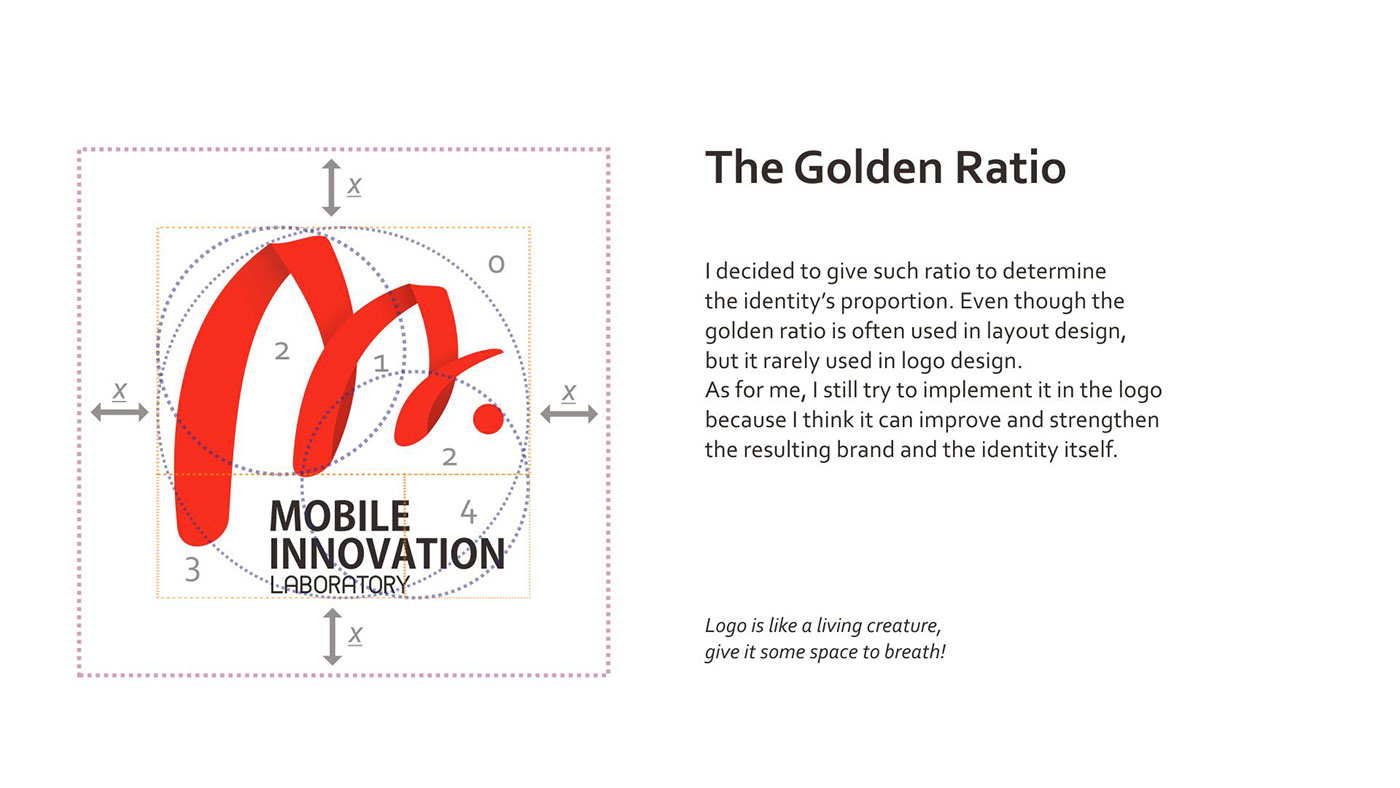 x
0
2
1
x
x
2
4
3
MOBILE
INNOVATION
LABORATORY
x
The Golden Ratio
I decided to give such ratio to determine
the identity’s proportion. Even though the
golden ratio is often used in layout design,
but it rarely used in logo design.
As for me, I still try to implement it in the logo
because I think it can improve and strengthen
the resulting brand and the identity itself.
Logo is like a living creature,
give it some space to breath!